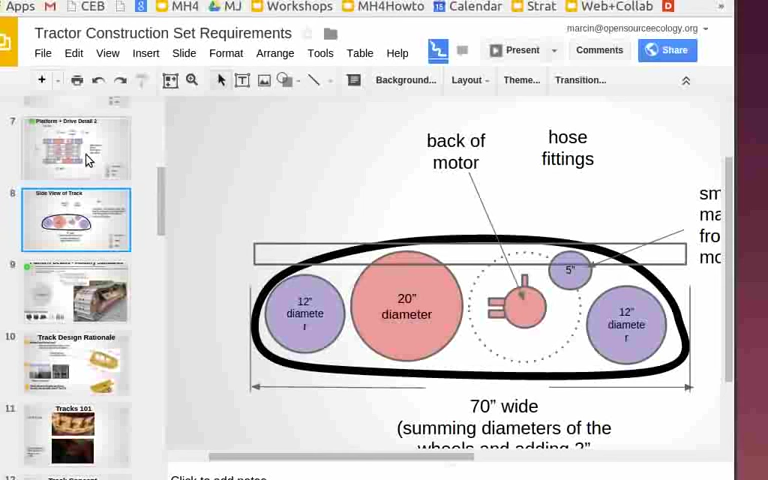 Apps CEB MH4 MJ Workshops MH4Howto Calendar Strat Web+Collab
Tractor Construction Set Requirements
marcin@opensourceecology.org
File Edit View Insert Slide Format Arrange Tools Table Help
Present Comments Share
Background... Layout Theme... Transition...
7
Platform + Drive Detail 2
8
Side View of Track
9
10
Track Design Rationale
11
Tracks 101
back of
motor
hose
fittings
sm
ma
fro
mo
5"
12"
diamete
r
20"
diameter
12"
diamete
r
70" wide
(summing diameters of the
wheels and adding 2"
Click to add notes